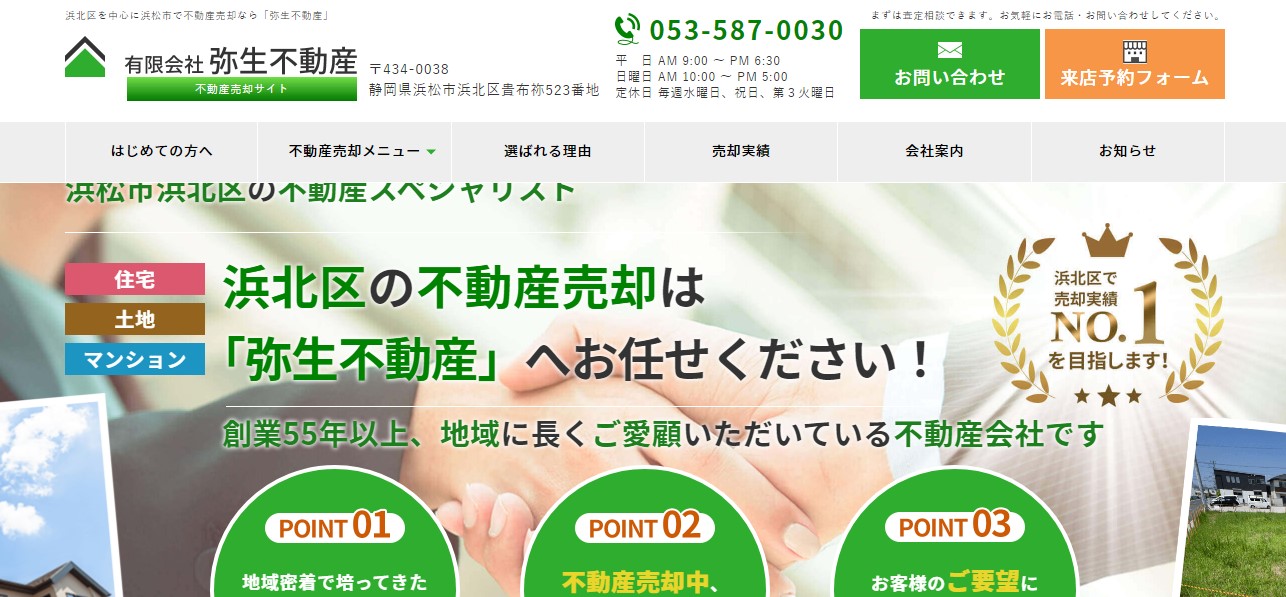 浜北区を中心に浜松市で不動産売却なら「弥生不動産」
有限会社 弥生不動産
不動産売却サイト
〒434-0038
静岡県浜松市浜北区貴布祢523番地
053-587-0030
平　日 AM 9:00 ～ PM 6:30
日曜日 AM 10:00 ～ PM 5:00
定休日 毎週水曜日、祝日、第３火曜日
まずは査定相談できます。お気軽にお電話・お問い合わせしてください。
お問い合わせ
来店予約フォーム
はじめての方へ
不動産売却メニュー
選ばれる理由
売却実績
会社案内
お知らせ
浜松市浜北区の不動産スペシャリスト
住宅
土地
マンション
浜北区の不動産売却は
「弥生不動産」へお任せください！
創業55年以上、地域に長くご愛顧いただいている不動産会社です
浜北区で
売却実績
NO.1
を目指します!
POINT 01
地域密着で培ってきた
POINT 02
不動産売却中、
POINT 03
お客様のご要望に